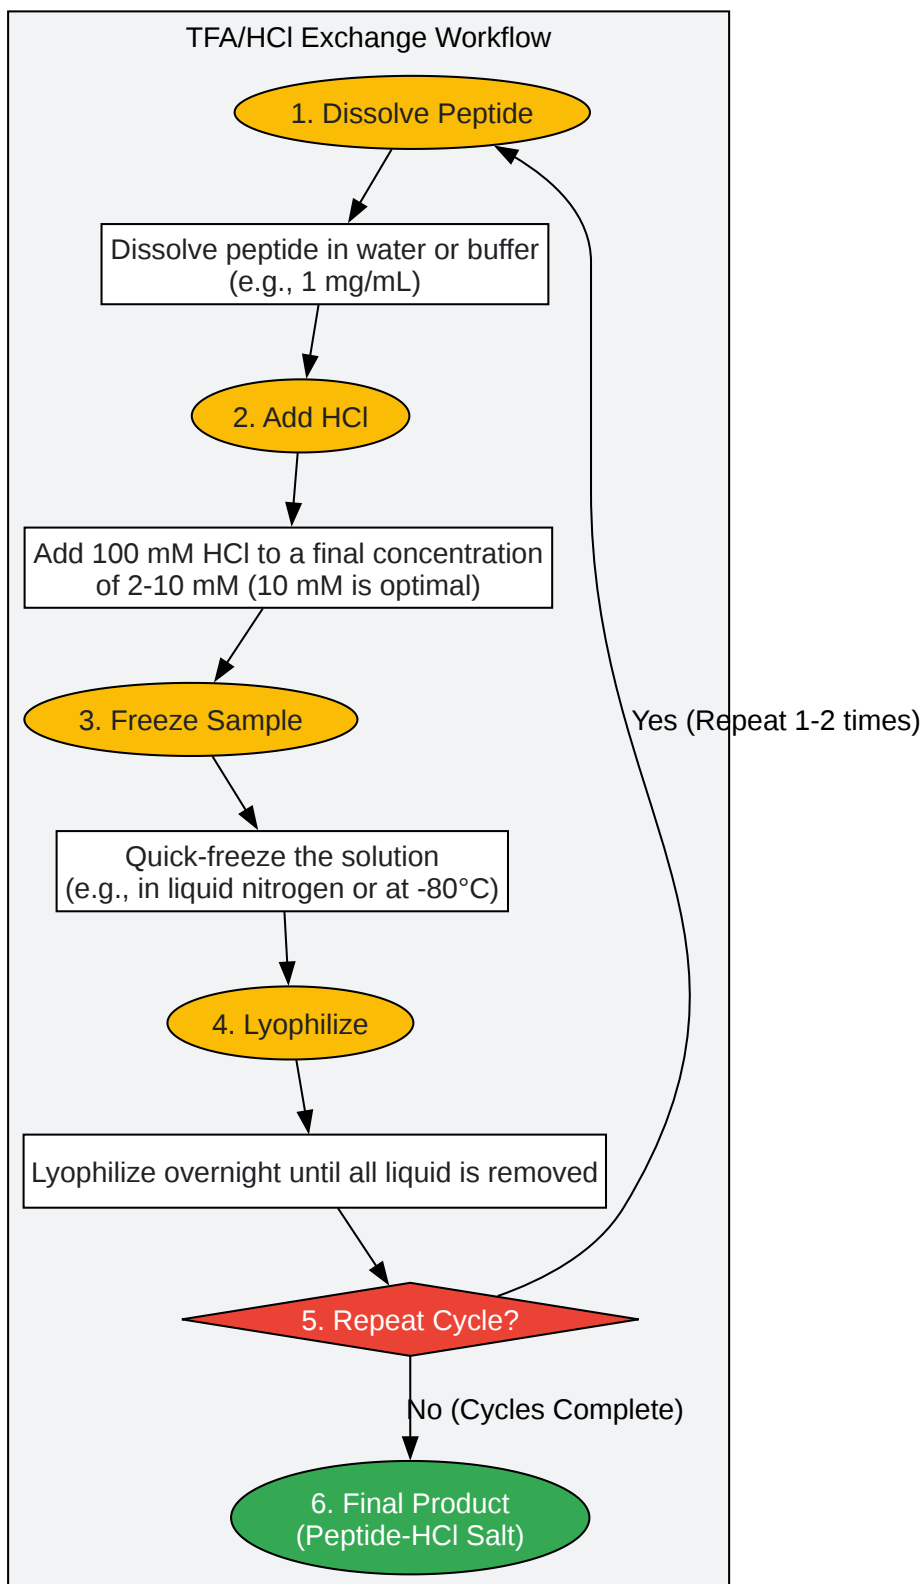 TFA/HCl Exchange Workflow
1. Dissolve Peptide
Dissolve peptide in water or buffer
(e.g., 1 mg/mL)
2. Add HCl
Add 100 mM HCl to a final concentration
of 2-10 mM (10 mM is optimal)
3. Freeze Sample
Yes (Repeat 1-2 times)
Quick-freeze the solution
(e.g., in liquid nitrogen or at -80°C)
4. Lyophilize
Lyophilize overnight until all liquid is removed
5. Repeat Cycle?
No (Cycles Complete)
6. Final Product
(Peptide-HCl Salt)